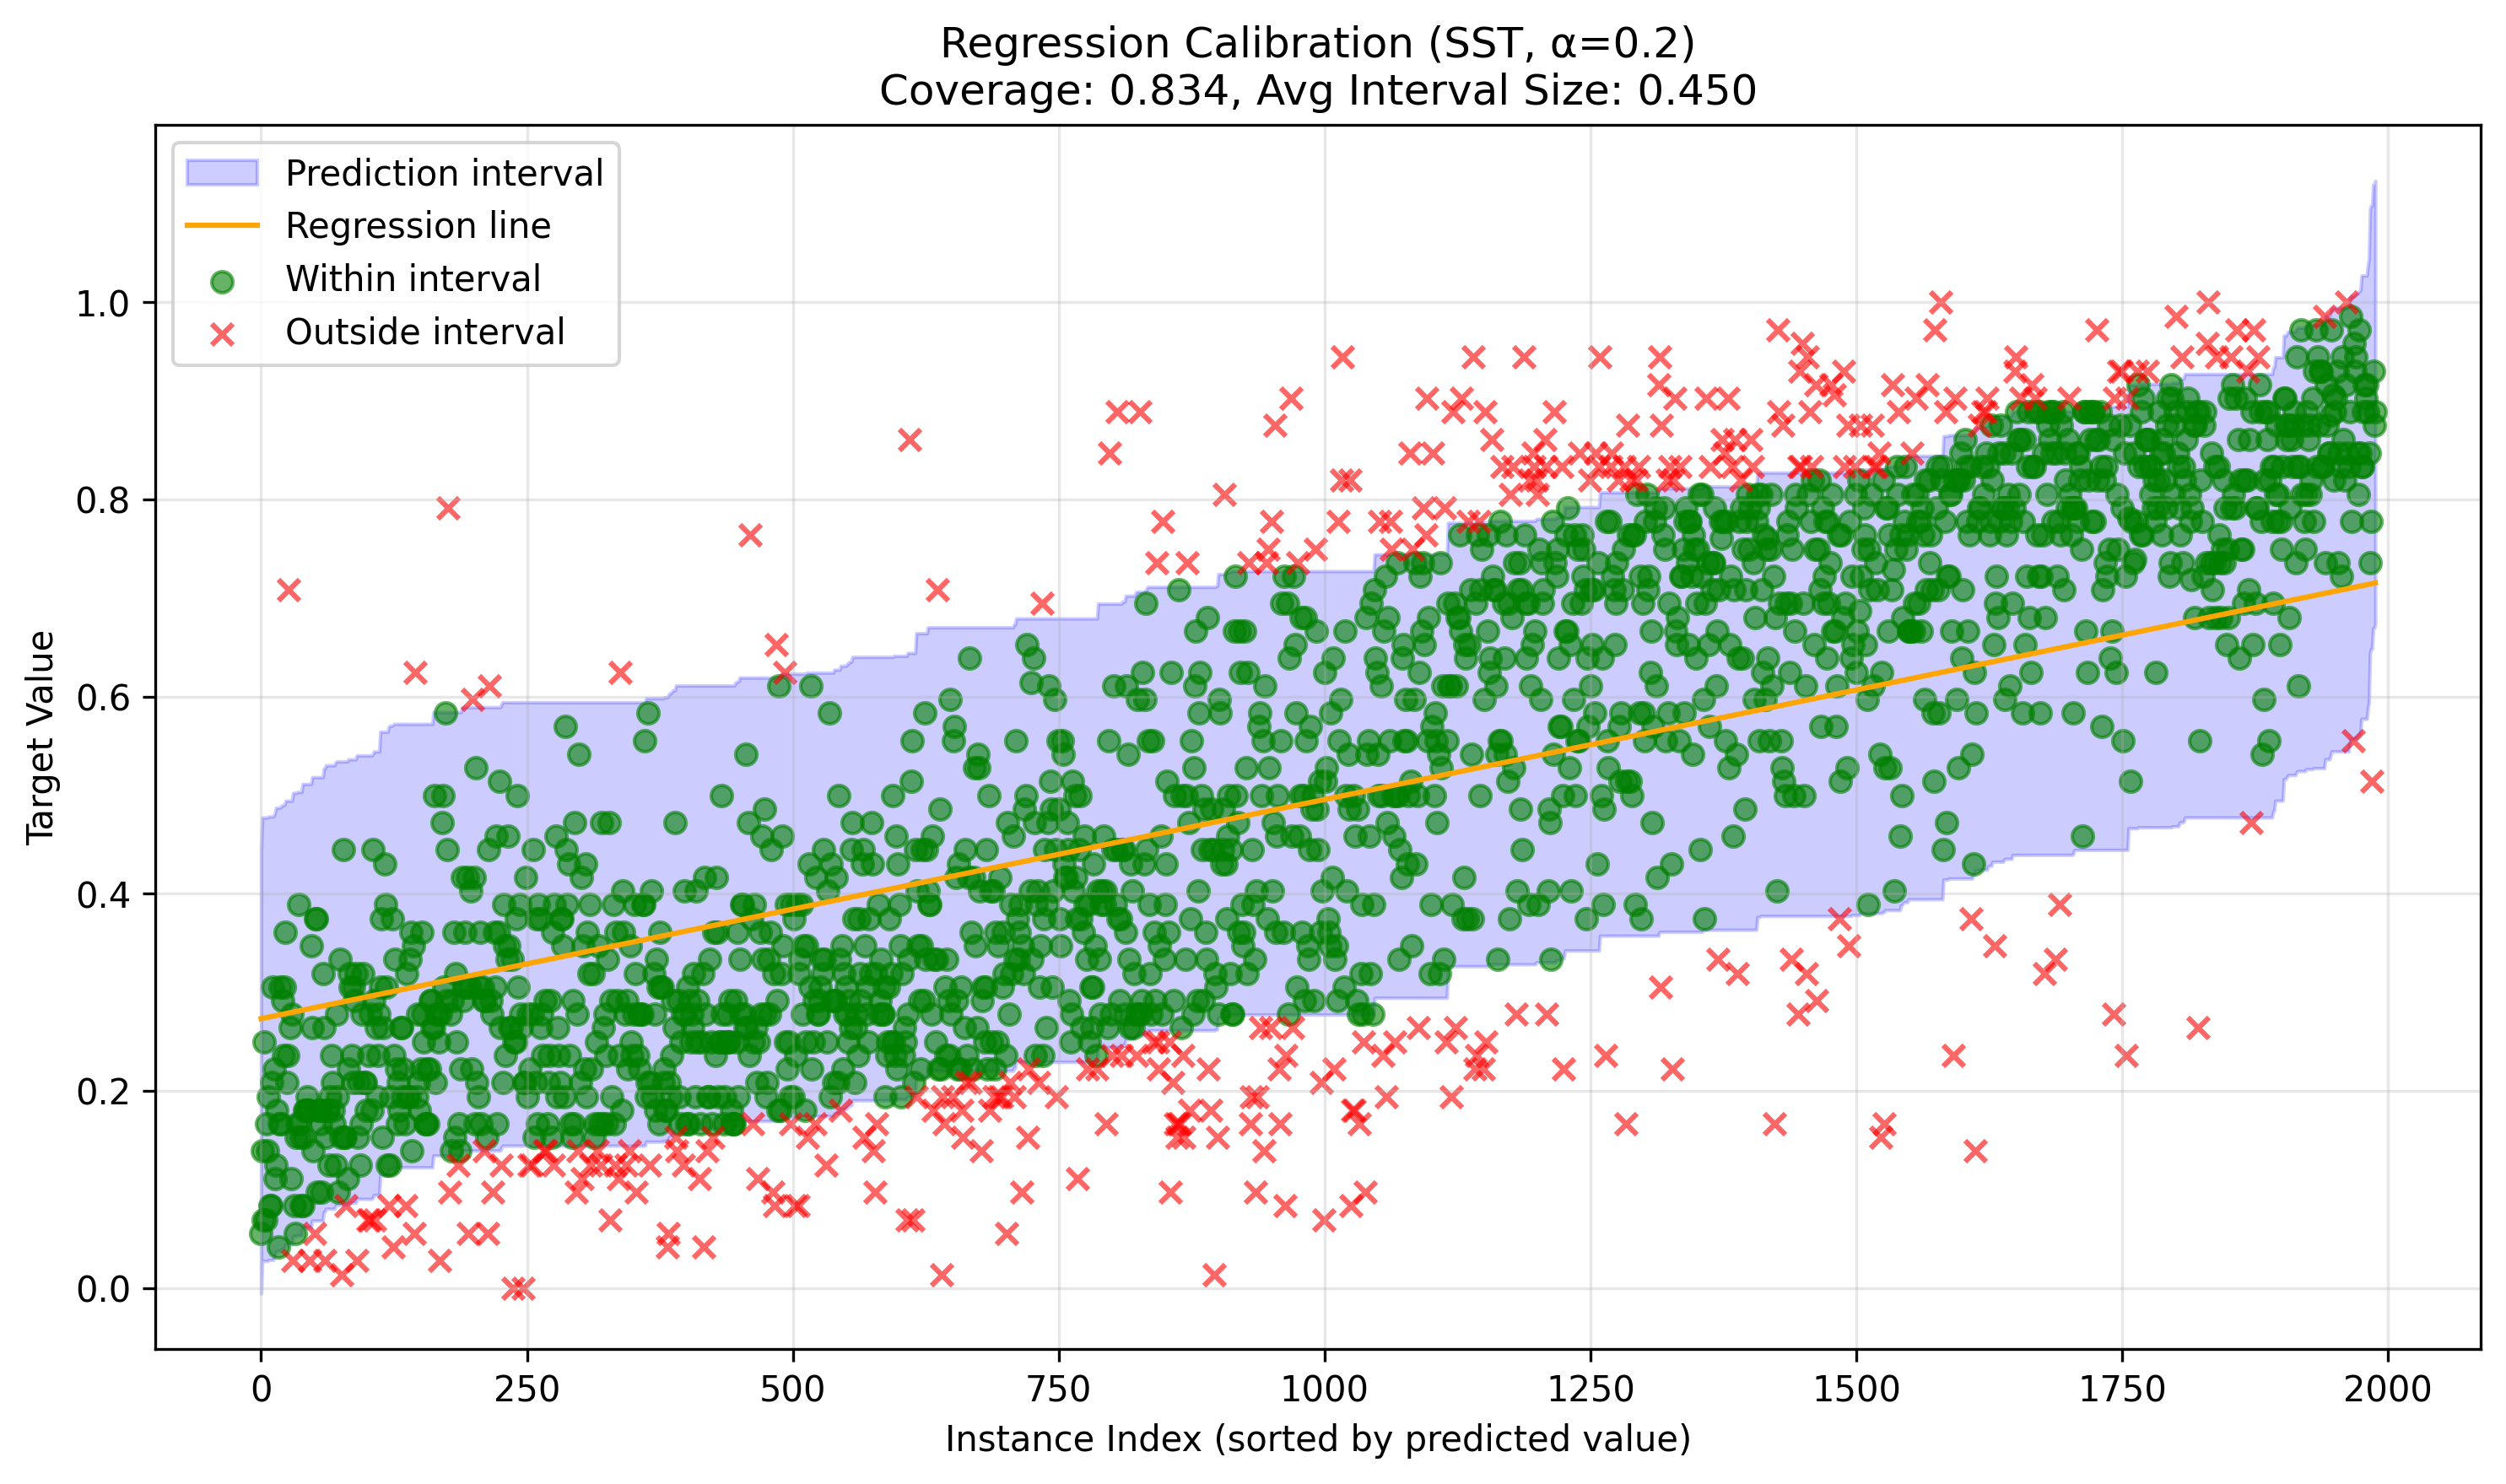 Regression Calibration (SST, α=0.2)
Coverage: 0.834, Avg Interval Size: 0.450
Prediction interval
Regression line
Within interval
Outside interval
Target Value
1.0
0.8
0.6
0.4
0.2
0.0
0 250 500 750 1000 1250 1500 1750 2000
Instance Index (sorted by predicted value)